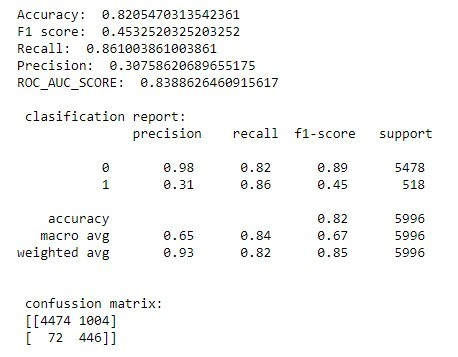 Accuracy:  0.8205470313542361
F1 score:  0.4532520325203252
Recall:  0.861003861003861
Precision:  0.30758620689655175
ROC_AUC_SCORE:  0.8388626460915617
clasification report:
precision    recall  f1-score   support
0       0.98      0.82      0.89      5478
1       0.31      0.86      0.45       518
accuracy                           0.82      5996
macro avg       0.65      0.84      0.67      5996
weighted avg       0.93      0.82      0.85      5996
confussion matrix:
[[4474 1004]
[  72  446]]